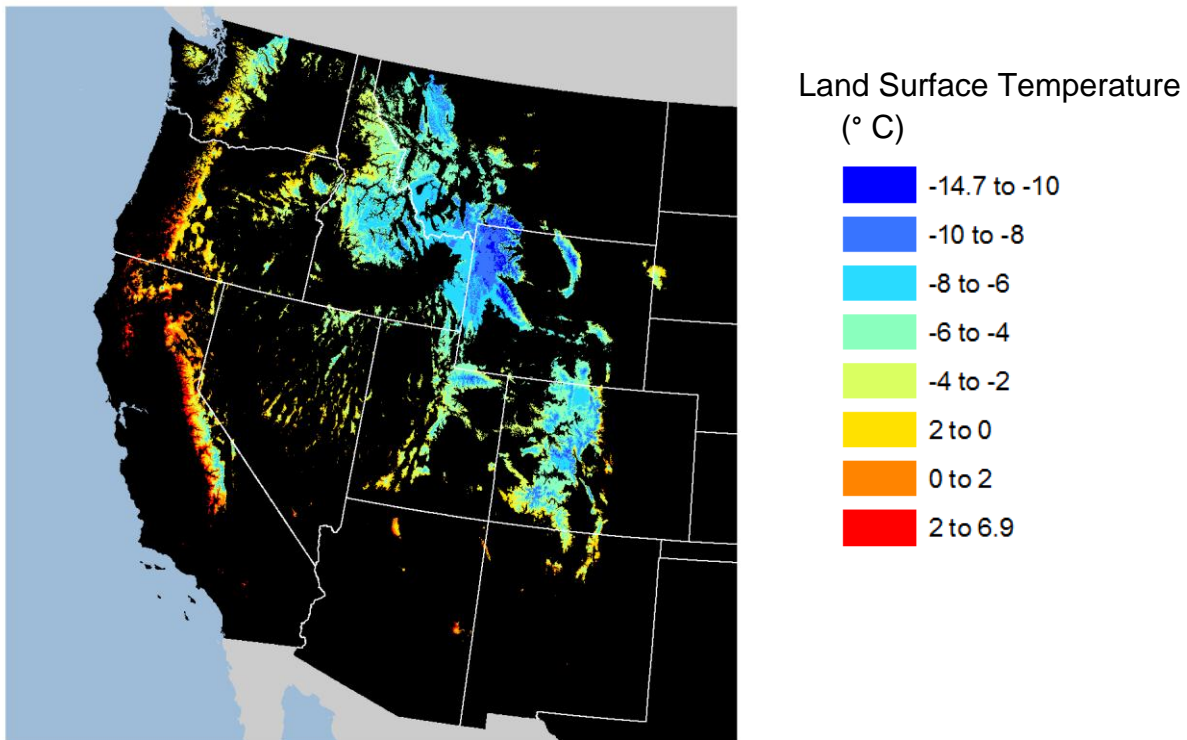 Land Surface Temperature
(° C)
-14.7 to -10
-10 to -8
-8 to -6
-6 to -4
-4 to -2
2 to 0
0 to 2
2 to 6.9